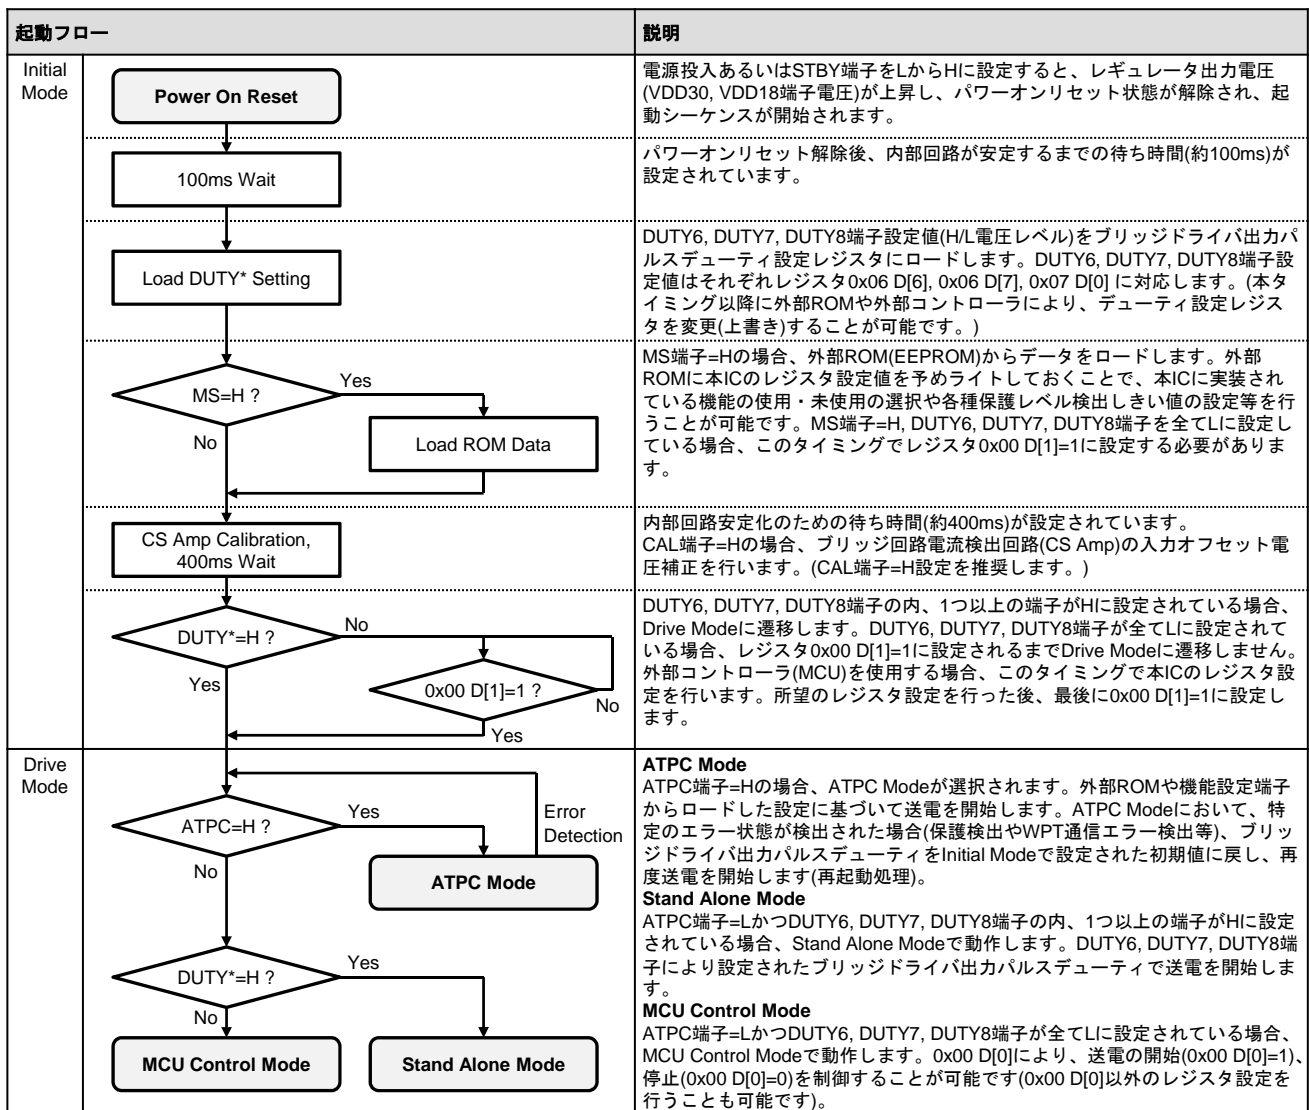 起動フロー
説明
Initial
Mode
Power On Reset
電源投入あるいはSTBY端子をLからHに設定すると、レギュレータ出力電圧
(VDD30, VDD18端子電圧)が上昇し、パワーオンリセット状態が解除され、起
動シーケンスが開始されます。
100ms Wait
パワーオンリセット解除後、内部回路が安定するまでの待ち時間(約100ms)が
設定されています。
Load DUTY* Setting
DUTY6, DUTY7, DUTY8端子設定値(H/L電圧レベル)をブリッジドライバ出力パ
ルスデューティ設定レジスタにロードします。DUTY6, DUTY7, DUTY8端子設
定値はそれぞれレジスタ0x06 D[6], 0x06 D[7], 0x07 D[0] に対応します。(本タ
イミング以降に外部ROMや外部コントローラにより、デューティ設定レジス
タを変更(上書き)することが可能です。)
MS=H ?
Yes
No
Load ROM Data
MS端子=Hの場合、外部ROM(EEPROM)からデータをロードします。外部
ROMに本ICのレジスタ設定値を予めライトしておくことで、本ICに実装され
ている機能の使用・未使用の選択や各種保護レベル検出しきい値の設定等を行
うことが可能です。MS端子=H, DUTY6, DUTY7, DUTY8端子を全てLに設定し
ている場合、このタイミングでレジスタ0x00 D[1]=1に設定する必要がありま
す。
CS Amp Calibration,
400ms Wait
内部回路安定化のための待ち時間(約400ms)が設定されています。
CAL端子=Hの場合、ブリッジ回路電流検出回路(CS Amp)の入力オフセット電
圧補正を行います。(CAL端子=H設定を推奨します。)
DUTY*=H ?
No
Yes
0x00 D[1]=1 ?
No
Yes
DUTY6, DUTY7, DUTY8端子の内、1つ以上の端子がHに設定されている場合、
Drive Modeに遷移します。DUTY6, DUTY7, DUTY8端子が全てLに設定されて
いる場合、レジスタ0x00 D[1]=1に設定されるまでDrive Modeに遷移しません。
外部コントローラ(MCU)を使用する場合、このタイミングで本ICのレジスタ設
定を行います。所望のレジスタ設定を行った後、最後に0x00 D[1]=1に設定し
ます。
Drive
Mode
ATPC=H ?
Yes
No
Error
Detection
ATPC Mode
DUTY*=H ?
Yes
No
MCU Control Mode
Stand Alone Mode
ATPC Mode
ATPC端子=Hの場合、ATPC Modeが選択されます。外部ROMや機能設定端子
からロードした設定に基づいて送電を開始します。ATPC Modeにおいて、特
定のエラー状態が検出された場合(保護検出やWPT通信エラー検出等)、ブリッ
ジドライバ出力パルスデューティをInitial Modeで設定された初期値に戻し、再
度送電を開始します(再起動処理)。
Stand Alone Mode
ATPC端子=LかつDUTY6, DUTY7, DUTY8端子の内、1つ以上の端子がHに設定
されている場合、Stand Alone Modeで動作します。DUTY6, DUTY7, DUTY8端
子により設定されたブリッジドライバ出力パルスデューティで送電を開始しま
す。
MCU Control Mode
ATPC端子=LかつDUTY6, DUTY7, DUTY8端子が全てLに設定されている場合、
MCU Control Modeで動作します。0x00 D[0]により、送電の開始(0x00 D[0]=1)、
停止(0x00 D[0]=0)を制御することが可能です(0x00 D[0]以外のレジスタ設定を
行うことも可能です)。